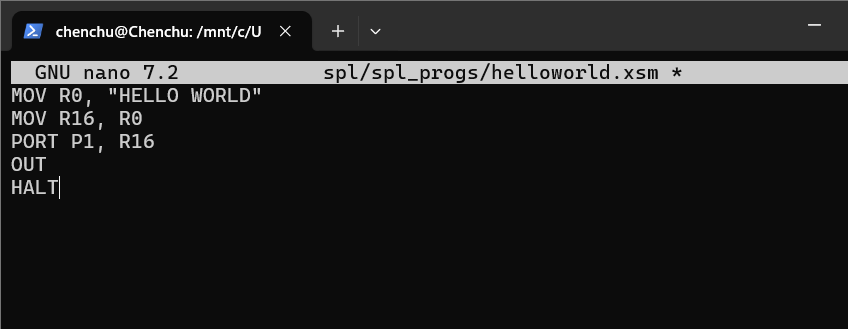 chenchu@Chenchu: /mnt/c/U
GNU nano 7.2 spl/spl_progs/helloworld.xsm *
MOV R0, "HELLO WORLD"
MOV R16, R0
PORT P1, R16
OUT
HALT